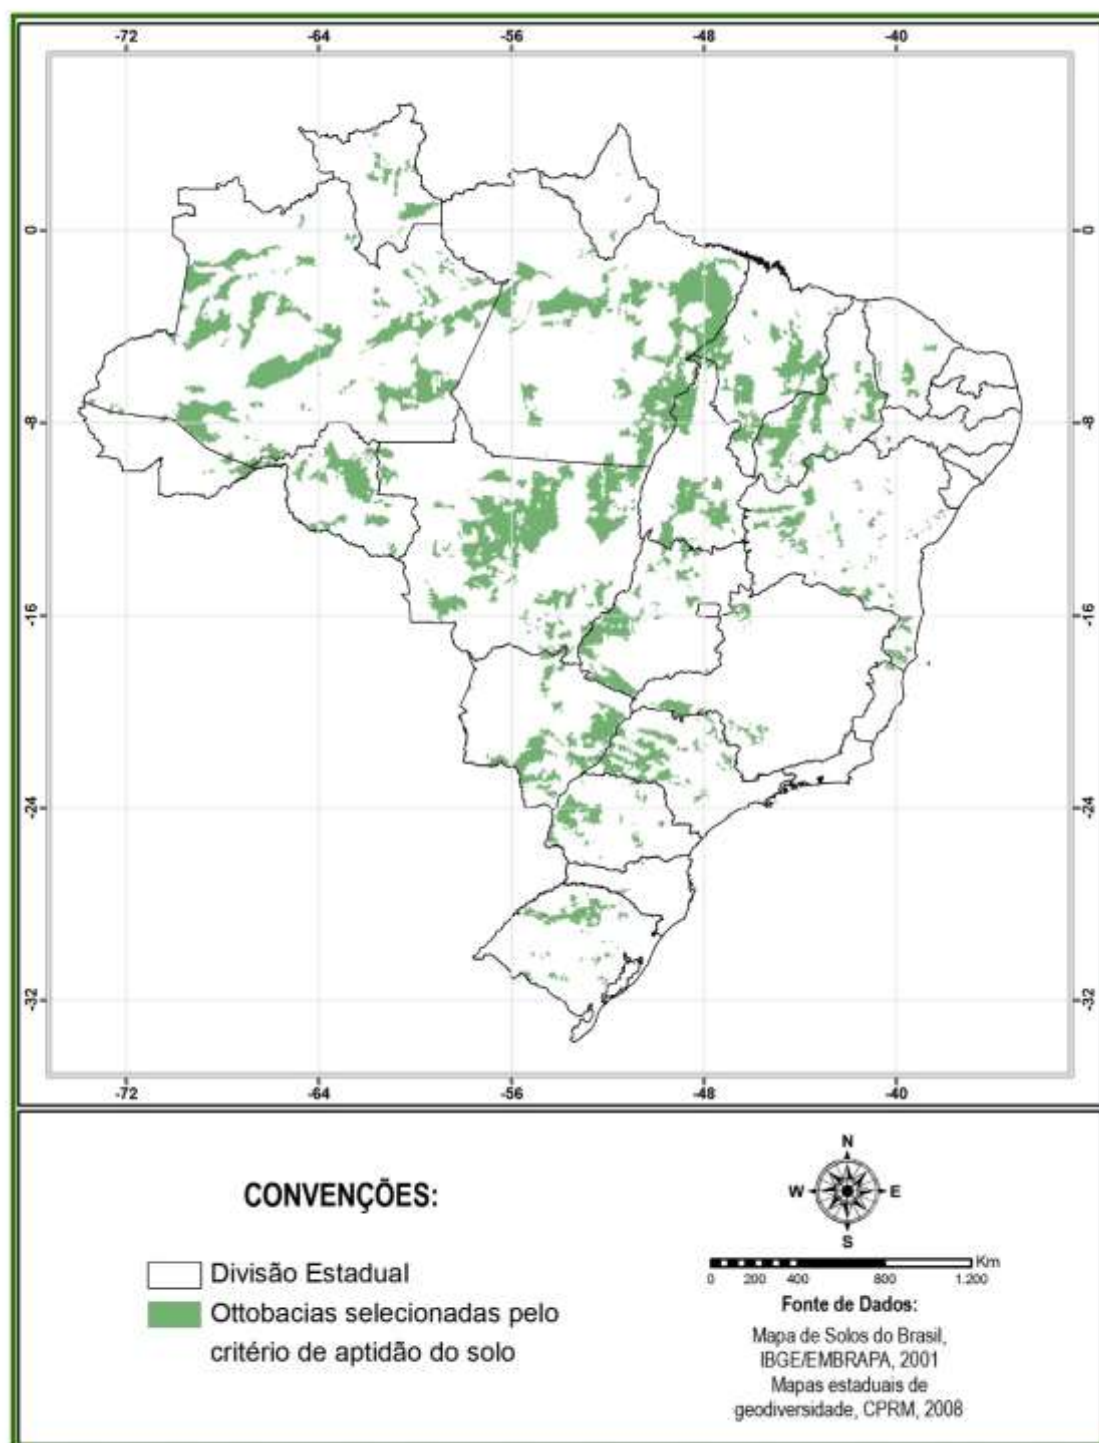 -72 -64 -56 -48 -40
0 0
-8 -8
-16 -16
-24 -24
-32 -32
-72 -64 -56 -48 -40
CONVENÇÕES:
Divisão Estadual
Ottobacias selecionadas pelo
critério de aptidão do solo
N
W E
S
Km
0 200 400 800 1.200
Fonte de Dados:
Mapa de Solos do Brasil,
IBGE/EMBRAPA, 2001
Mapas estaduais de
geodiversidade, CPRM, 2008